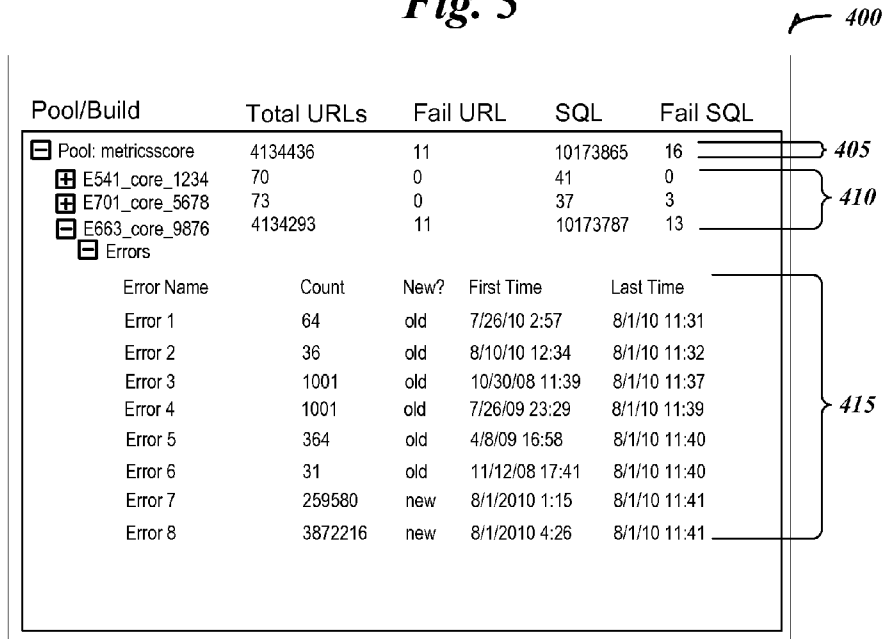 Fig. 3
400
Pool/Build Total URLs Fail URL SQL Fail SQL
Pool: metricsscore 4134436 11 10173865 16 405
E541_core_1234 70 0 41 0
E701_core_5678 73 0 37 3 410
E663_core_9876 4134293 11 10173787 13
Errors
Error Name Count New? First Time Last Time
Error 1 64 old 7/26/10 2:57 8/1/10 11:31
Error 2 36 old 8/10/10 12:34 8/1/10 11:32
Error 3 1001 old 10/30/08 11:39 8/1/10 11:37
Error 4 1001 old 7/26/09 23:29 8/1/10 11:39 415
Error 5 364 old 4/8/09 16:58 8/1/10 11:40
Error 6 31 old 11/12/08 17:41 8/1/10 11:40
Error 7 259580 new 8/1/2010 1:15 8/1/10 11:41
Error 8 3872216 new 8/1/2010 4:26 8/1/10 11:41